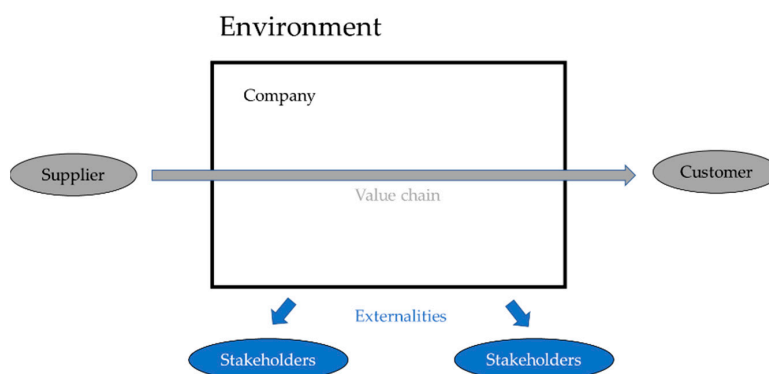 Environment
Company
Supplier
Customer
Value chain
Externalities
Stakeholders
Stakeholders